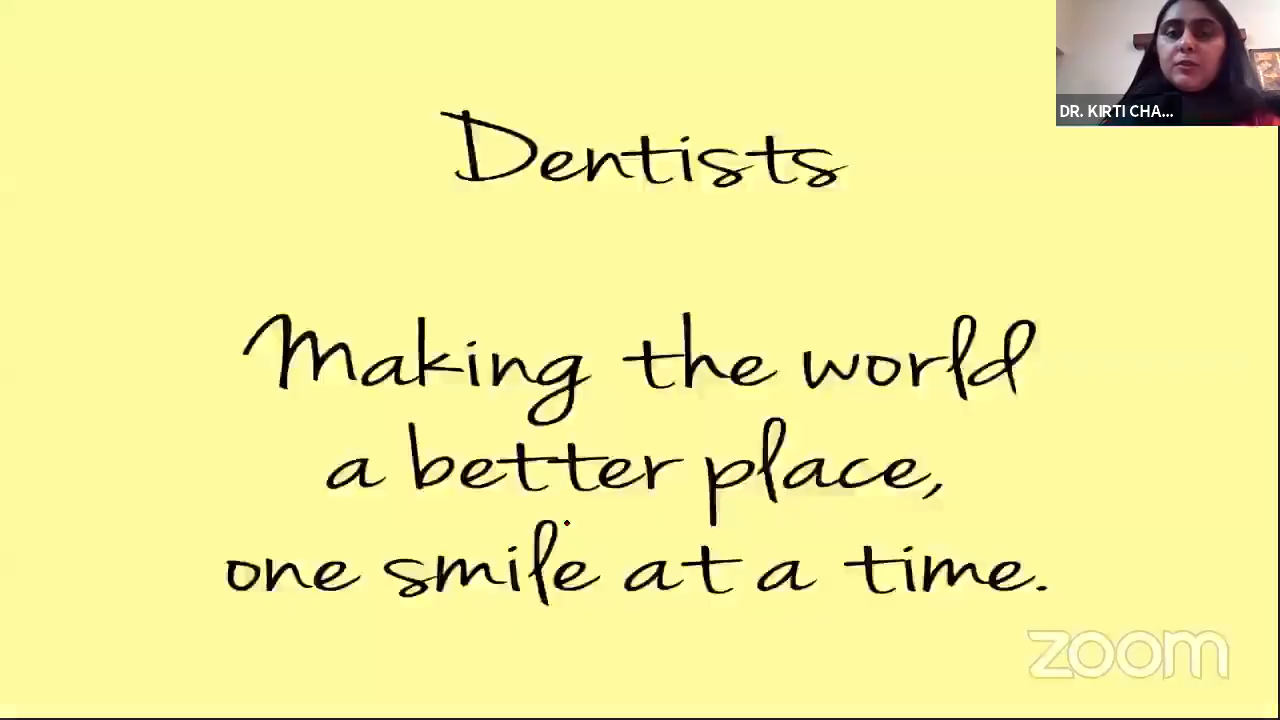 DR. KIRTI CHA...
Dentists
Making the world
a better place,
one smile at a time.
zoom